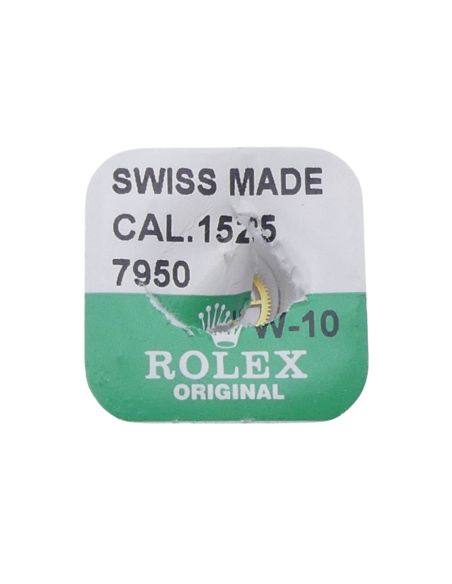 SWISS MADE
CAL.1525
7950
W-10
ROLEX
ORIGINAL